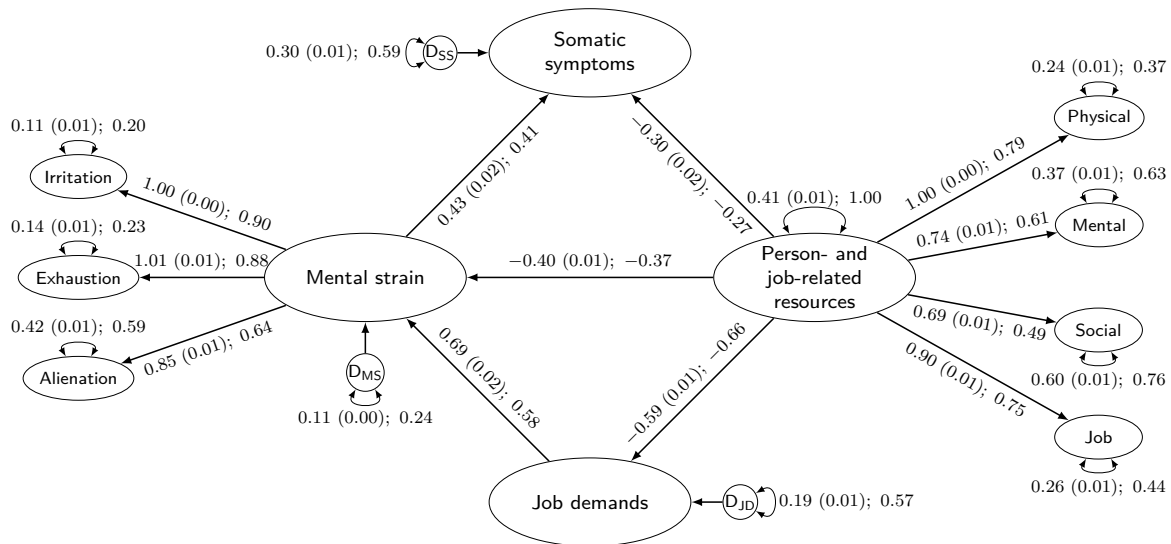 Somatic
symptoms
0.30 (0.01); 0.59
D_SS
0.24 (0.01); 0.37
Physical
0.11 (0.01); 0.20
Irritation
0.43 (0.02); 0.41
−0.30 (0.02); −0.27
1.00 (0.00); 0.79
0.37 (0.01); 0.63
Mental
1.00 (0.00); 0.90
0.41 (0.01); 1.00
0.74 (0.01); 0.61
0.14 (0.01); 0.23
Exhaustion
1.01 (0.01); 0.88
Mental strain
−0.40 (0.01); −0.37
Person- and
job-related
resources
0.42 (0.01); 0.59
Alienation
0.85 (0.01); 0.64
0.69 (0.01); 0.49
Social
0.60 (0.01); 0.76
D_MS
0.11 (0.00); 0.24
0.69 (0.02); 0.58
−0.59 (0.01); −0.66
0.90 (0.01); 0.75
Job
0.26 (0.01); 0.44
Job demands
D_JD
0.19 (0.01); 0.57